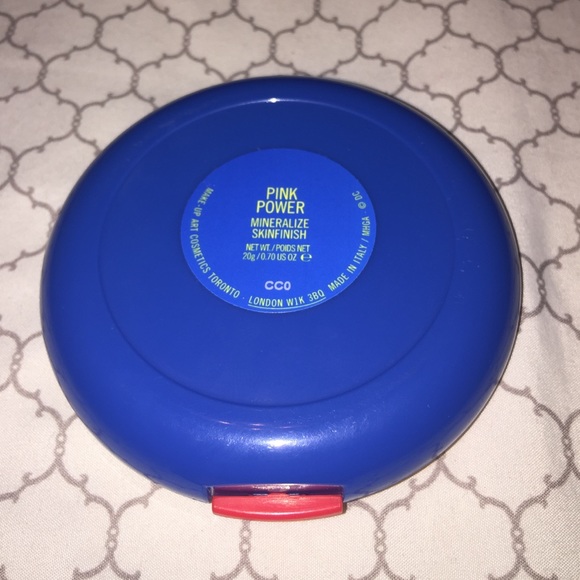 PINK
POWER
MINERALIZE
SKINFINISH
NET WT./POIDS NET
20g/0.70 US OZ ℮
CC0
MAKE-UP ART COSMETICS TORONTO · LONDON W1K 3BQ MADE IN ITALY / MHGA © DC